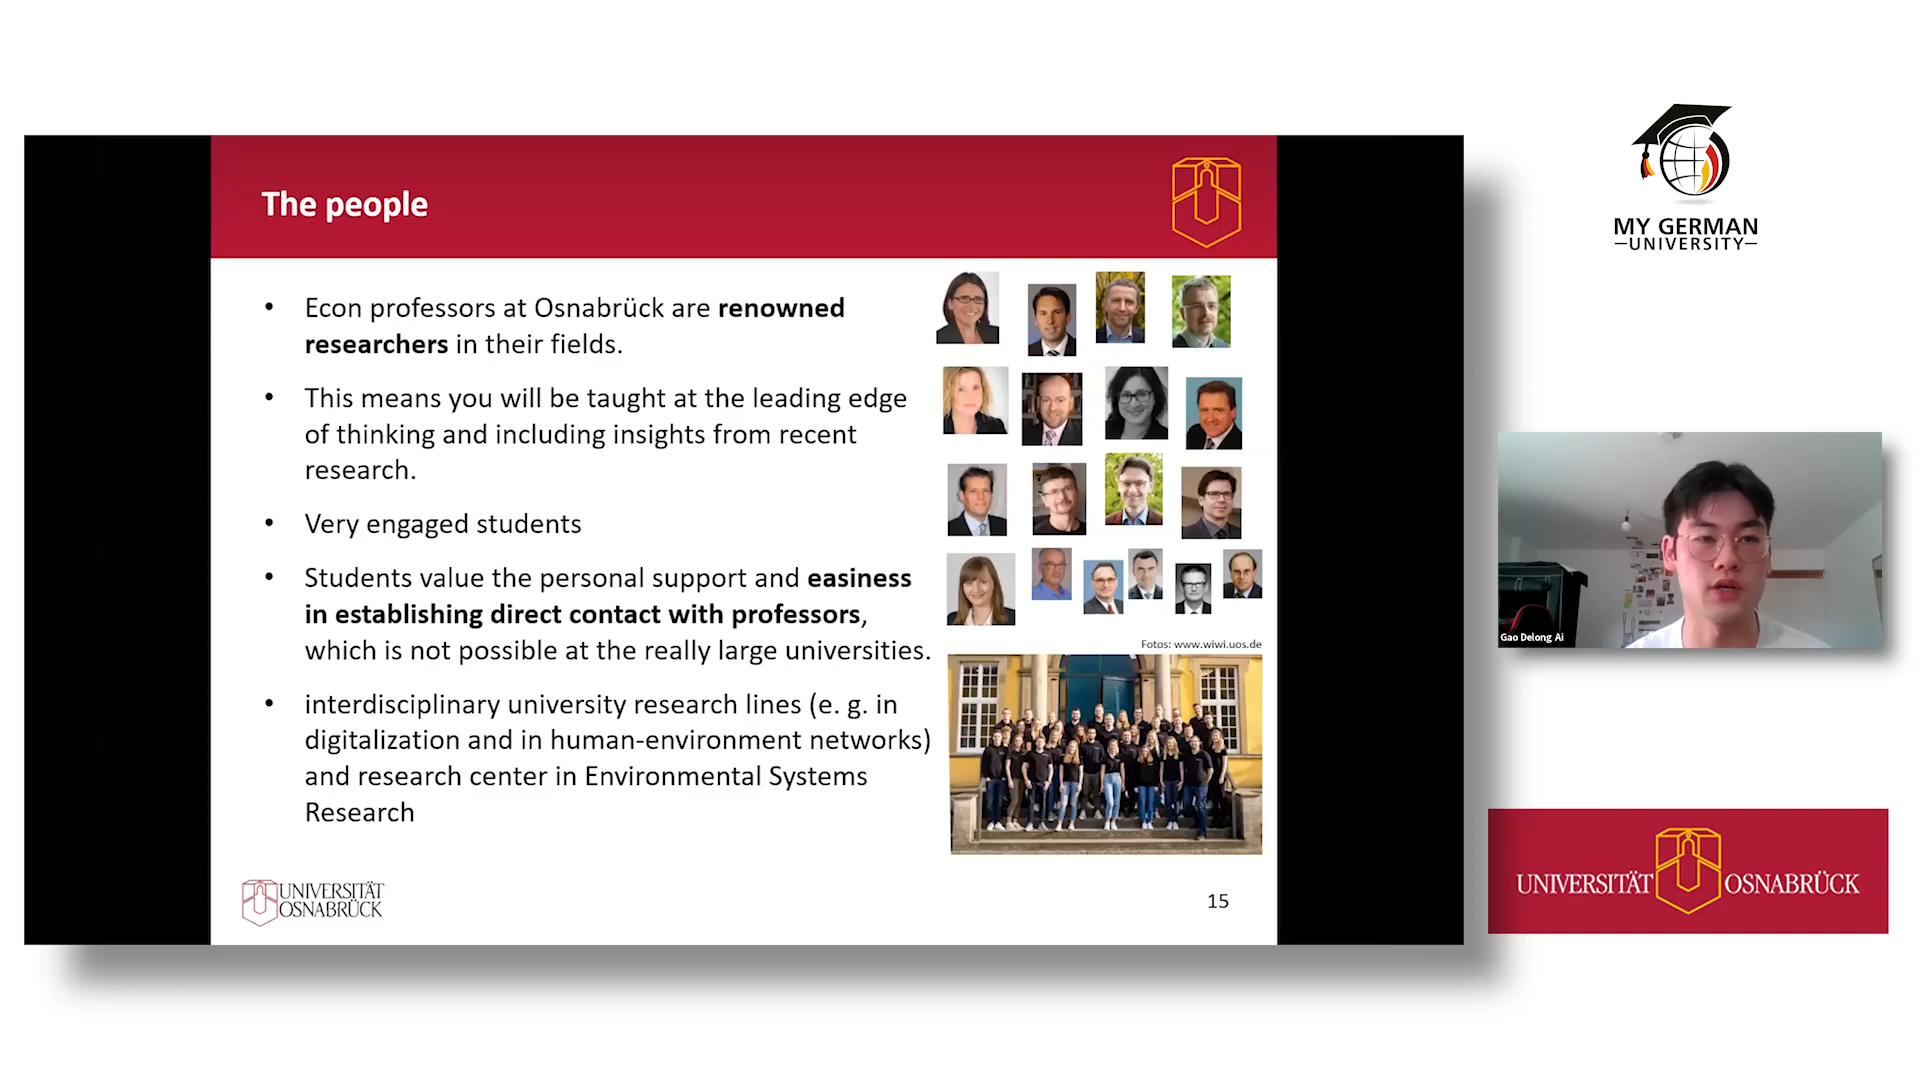 The people
• Econ professors at Osnabrück are renowned
researchers in their fields.
• This means you will be taught at the leading edge
of thinking and including insights from recent
research.
• Very engaged students
• Students value the personal support and easiness
in establishing direct contact with professors,
which is not possible at the really large universities.
• interdisciplinary university research lines (e. g. in
digitalization and in human-environment networks)
and research center in Environmental Systems
Research
Fotos: www.wiwi.uos.de
UNIVERSITÄT
OSNABRÜCK
15
MY GERMAN
UNIVERSITY
Gao Delong Ai
UNIVERSITÄT OSNABRÜCK